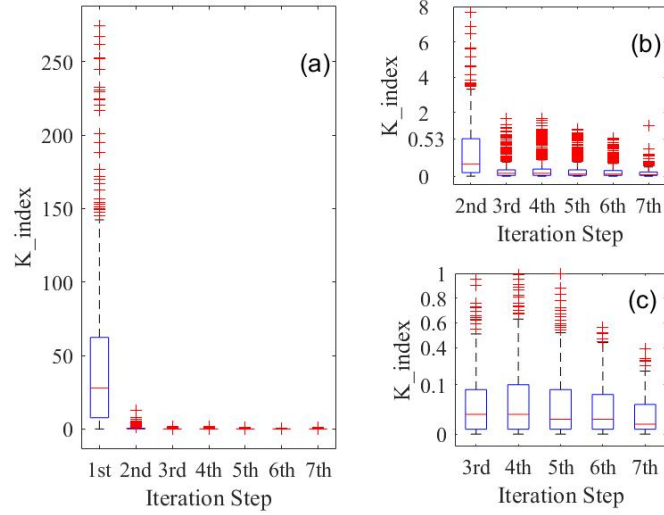 (a)
K_index
250
200
150
100
50
0
1st 2nd 3rd 4th 5th 6th 7th
Iteration Step
(b)
K_index
8
6
4
2
0.53
0
2nd 3rd 4th 5th 6th 7th
Iteration Step
(c)
K_index
1
0.8
0.6
0.4
0.1
0
3rd 4th 5th 6th 7th
Iteration Step